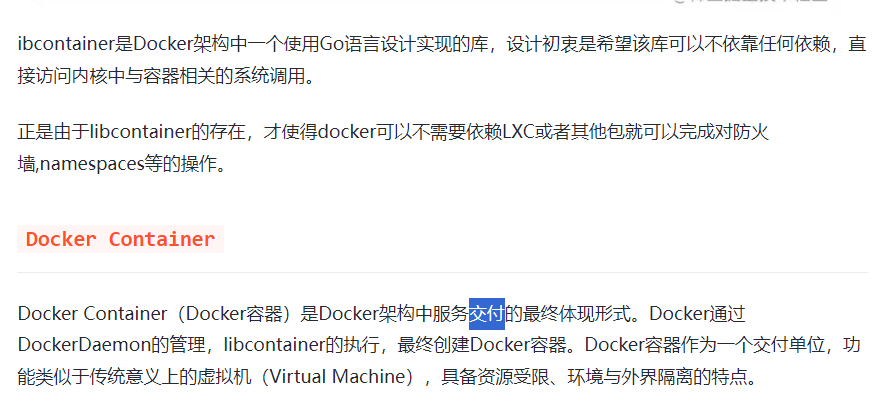 ibcontainer是Docker架构中一个使用Go语言设计实现的库，设计初衷是希望该库可以不依靠任何依赖，直
接访问内核中与容器相关的系统调用。
正是由于libcontainer的存在，才使得docker可以不需要依赖LXC或者其他包就可以完成对防火
墙,namespaces等的操作。
Docker Container
Docker Container（Docker容器）是Docker架构中服务交付的最终体现形式。Docker通过
DockerDaemon的管理，libcontainer的执行，最终创建Docker容器。Docker容器作为一个交付单位，功
能类似于传统意义上的虚拟机（Virtual Machine），具备资源受限、环境与外界隔离的特点。